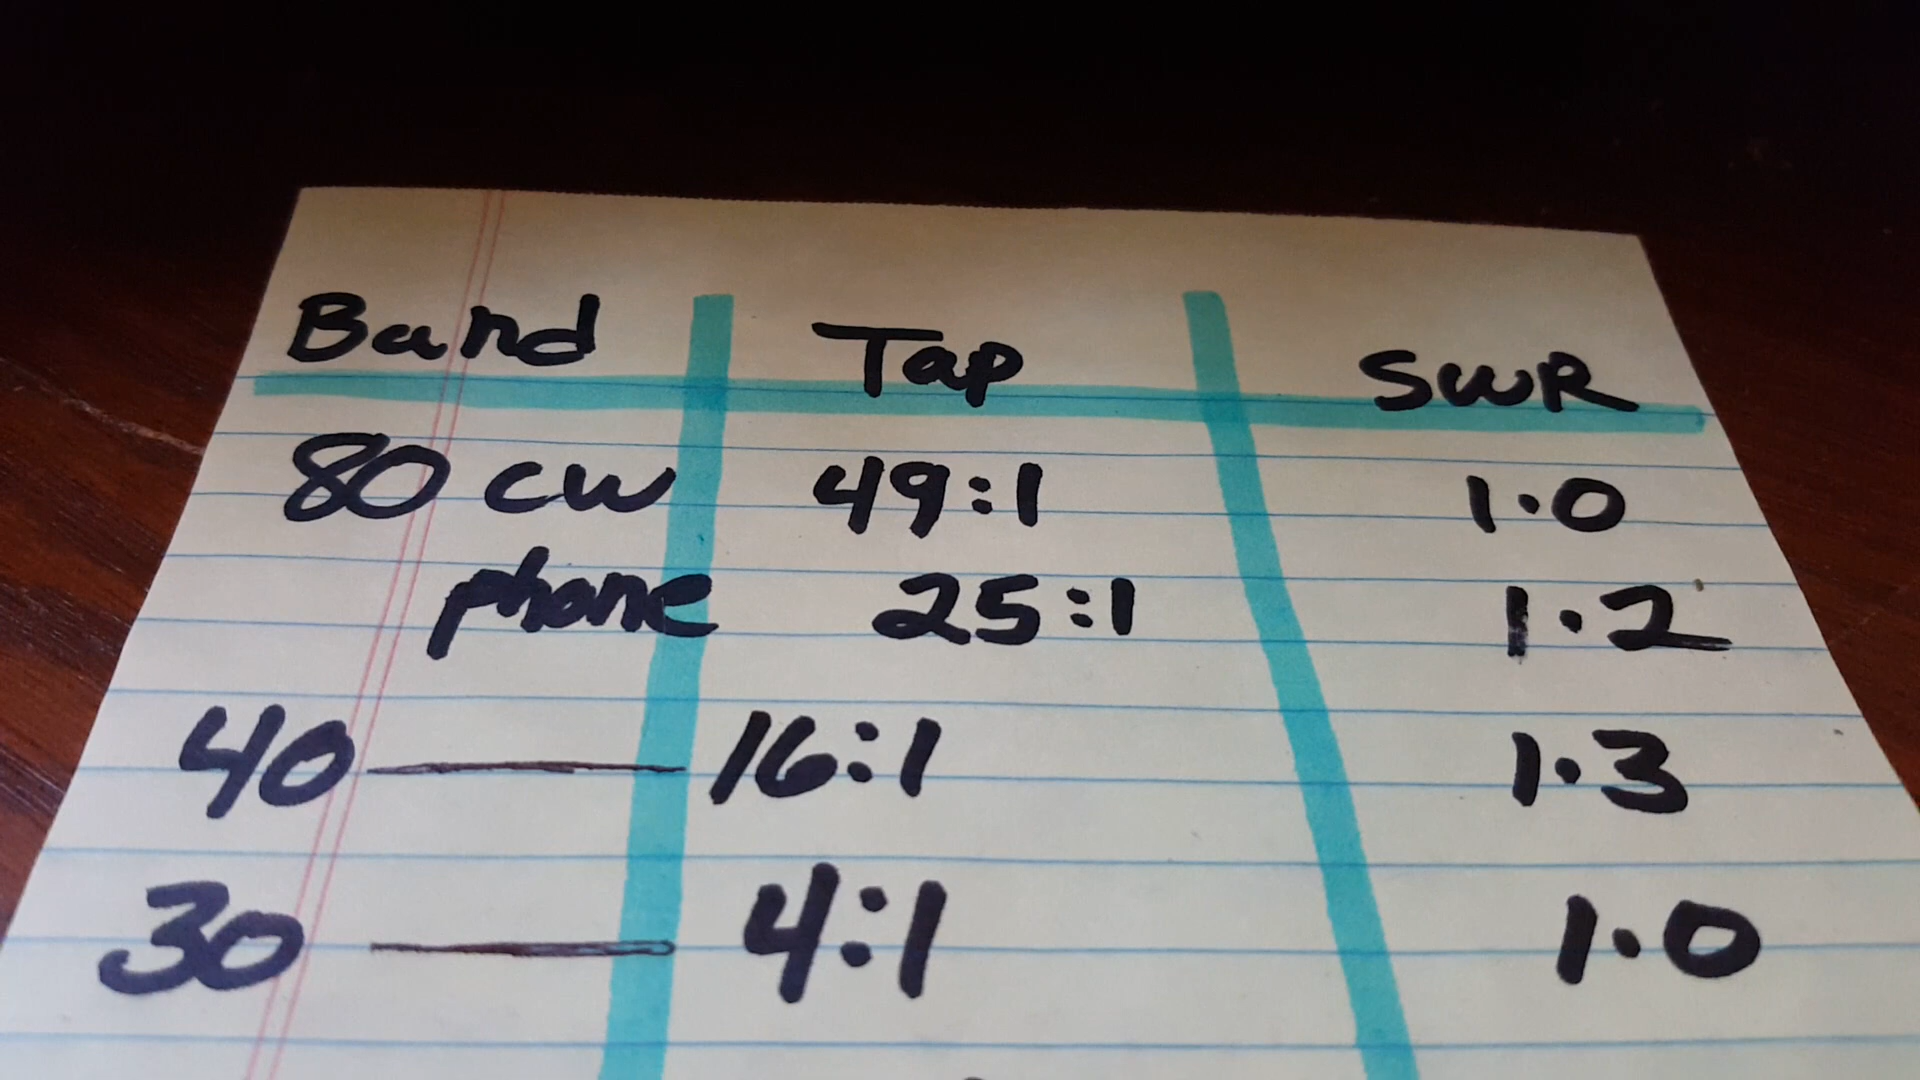 Band Tap SWR
80 CW 49:1 1.0
phone 25:1 1.2
40 — 16:1 1.3
30 — 4:1 1.0